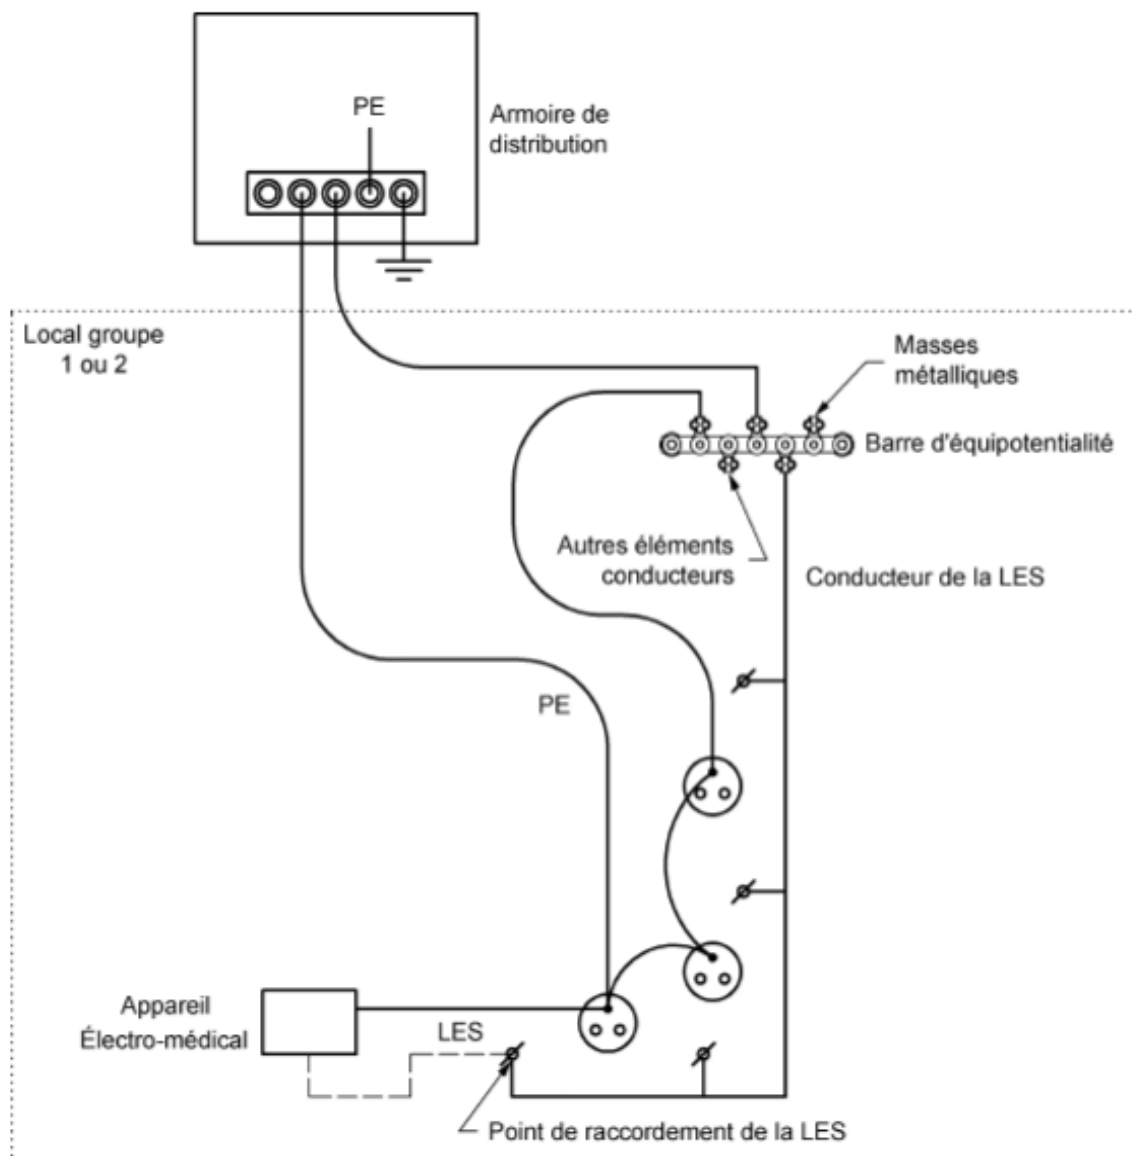 PE
Armoire de
distribution
Local groupe
1 ou 2
Masses
métalliques
Barre d'équipotentialité
Autres éléments
conducteurs
Conducteur de la LES
PE
Appareil
Électro-médical
LES
Point de raccordement de la LES